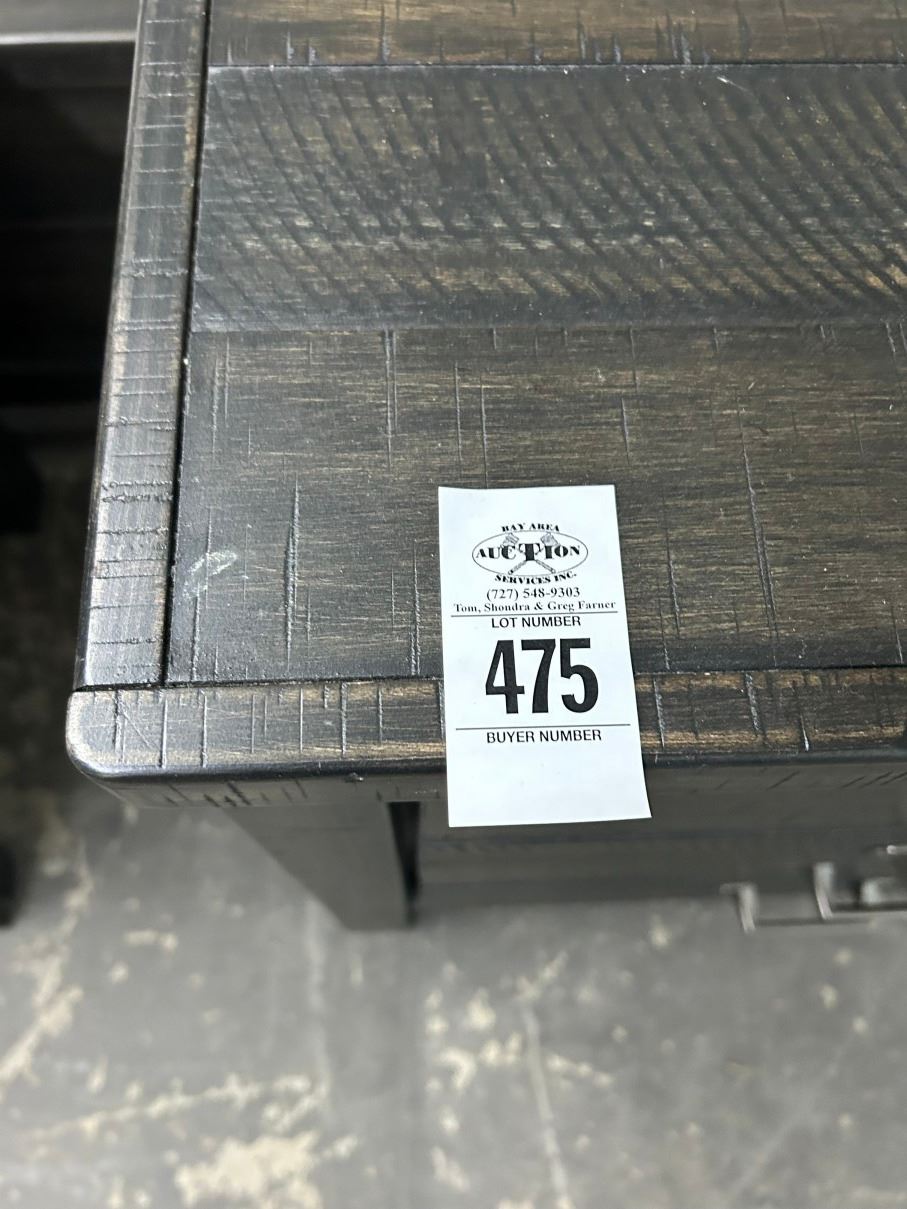 BAY AREA
AUCTION
SERVICES INC.
(727) 548-9303
Tom, Shondra & Greg Farner
LOT NUMBER
475
BUYER NUMBER